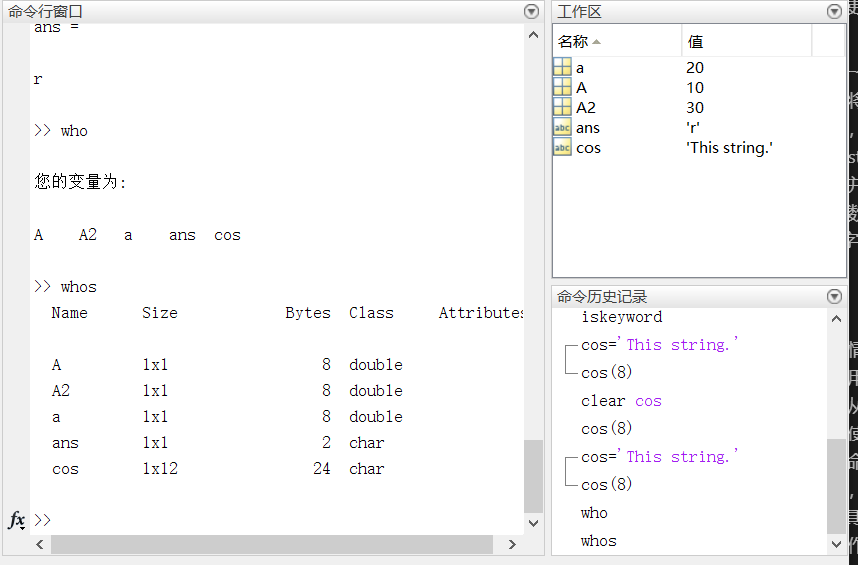 命令行窗口
ans =
r
>> who
您的变量为:
A A2 a ans cos
>> whos
Name Size Bytes Class Attributes
A 1x1 8 double
A2 1x1 8 double
a 1x1 8 double
ans 1x1 2 char
cos 1x12 24 char
fx >>
工作区
名称 值
a 20
A 10
A2 30
abc ans 'r'
abc cos 'This string.'
命令历史记录
iskeyword
cos='This string.'
cos(8)
clear cos
cos(8)
cos='This string.'
cos(8)
who
whos